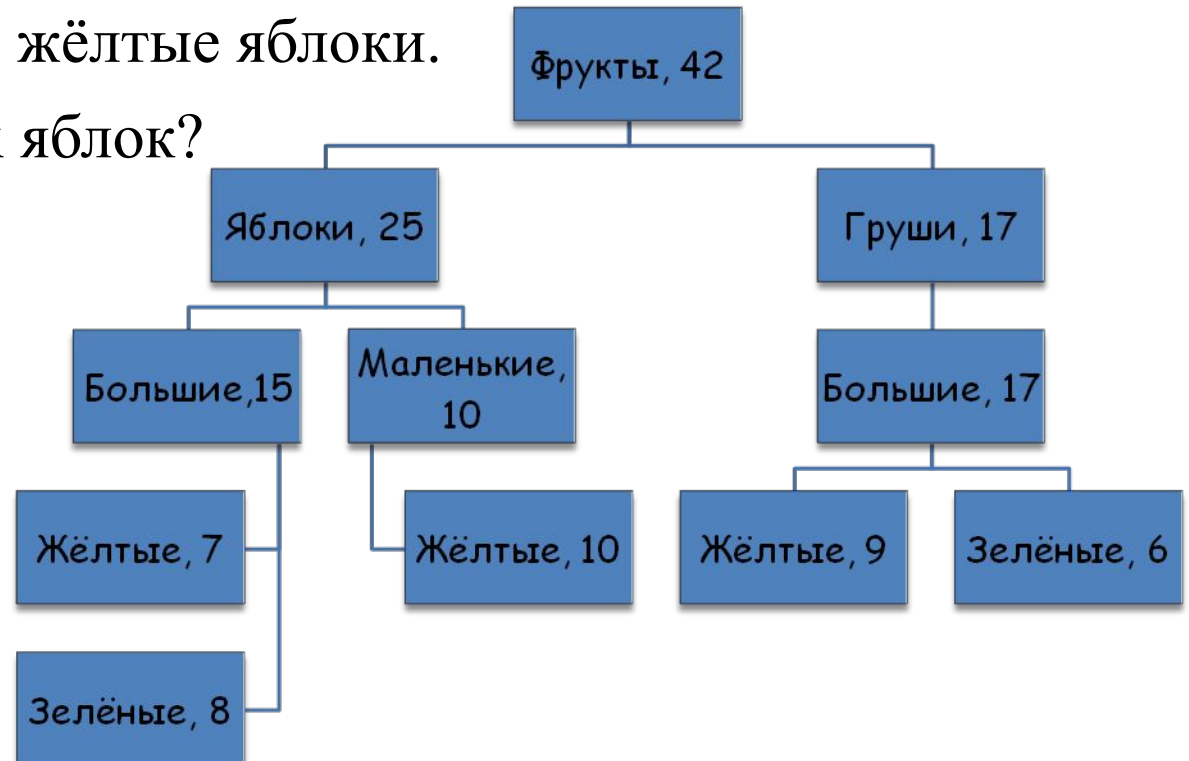 жёлтые яблоки.
яблок?
Фрукты, 42
Яблоки, 25
Груши, 17
Большие,15
Маленькие,
10
Большие, 17
Жёлтые, 7
Жёлтые, 10
Жёлтые, 9
Зелёные, 6
Зелёные, 8